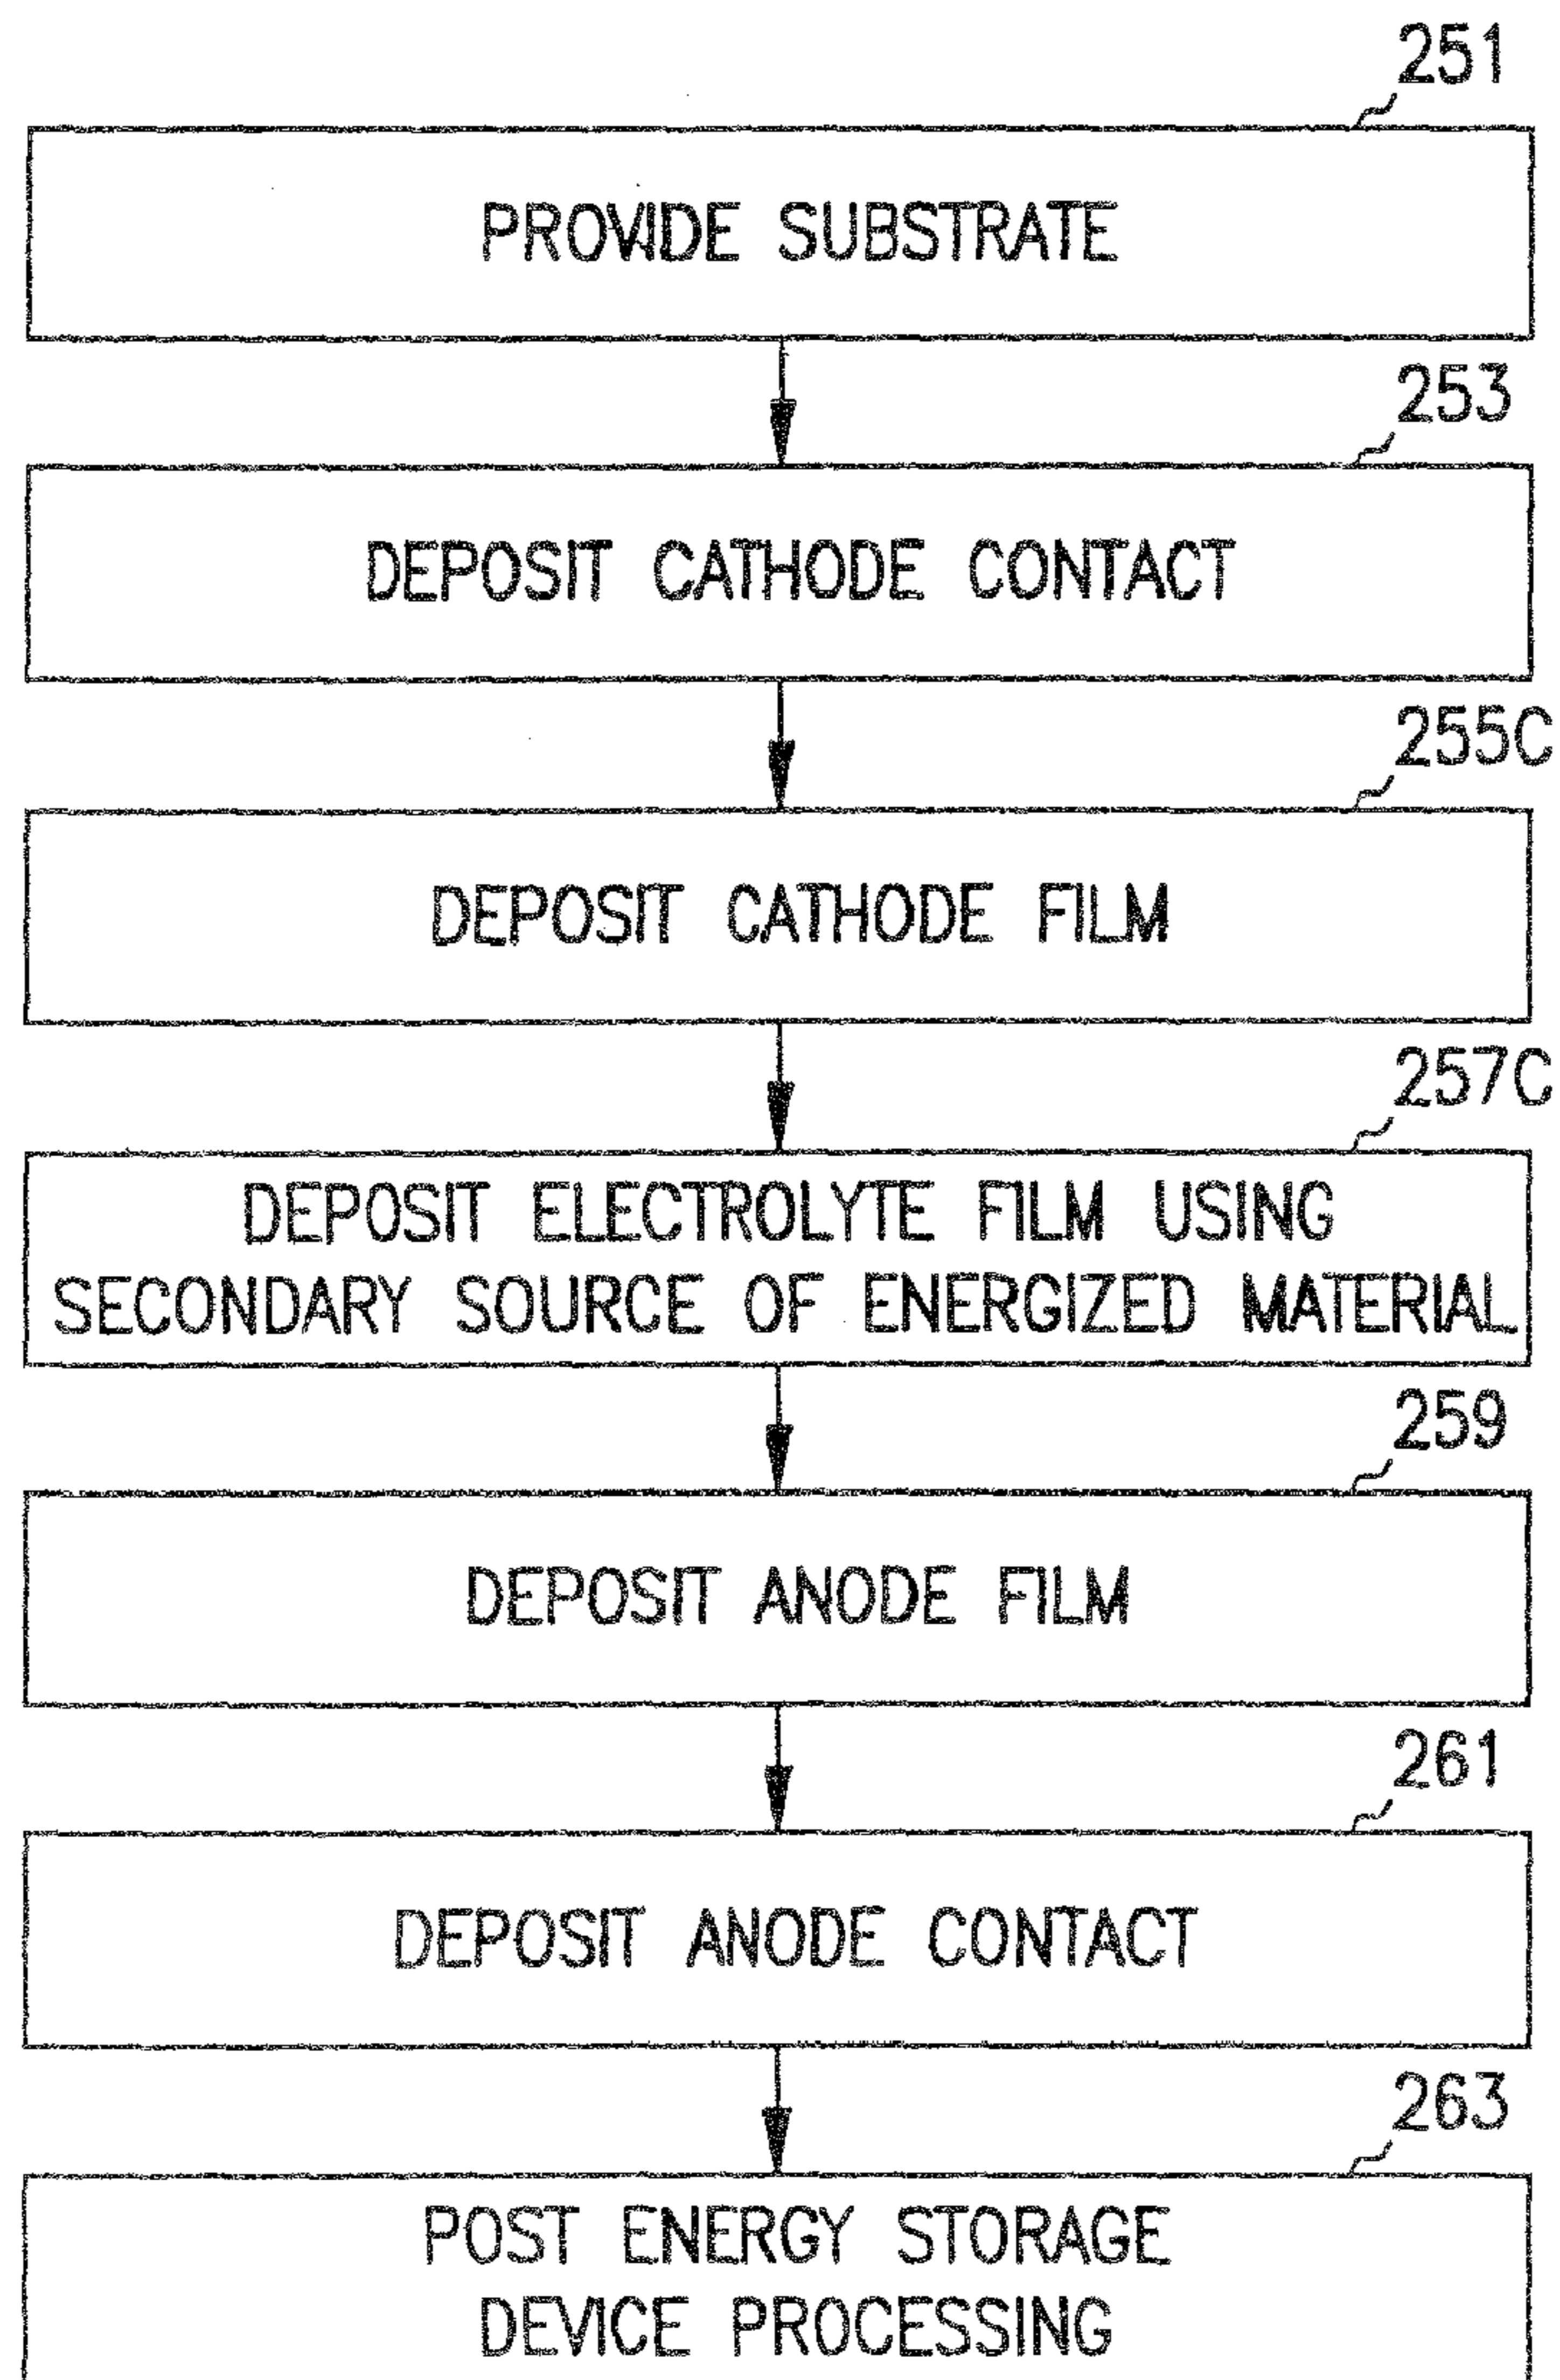 251
PROVIDE SUBSTRATE
253
DEPOSIT CATHODE CONTACT
255C
DEPOSIT CATHODE FILM
257C
DEPOSIT ELECTROLYTE FILM USING
SECONDARY SOURCE OF ENERGIZED MATERIAL
259
DEPOSIT ANODE FILM
261
DEPOSIT ANODE CONTACT
263
POST ENERGY STORAGE
DEVICE PROCESSING